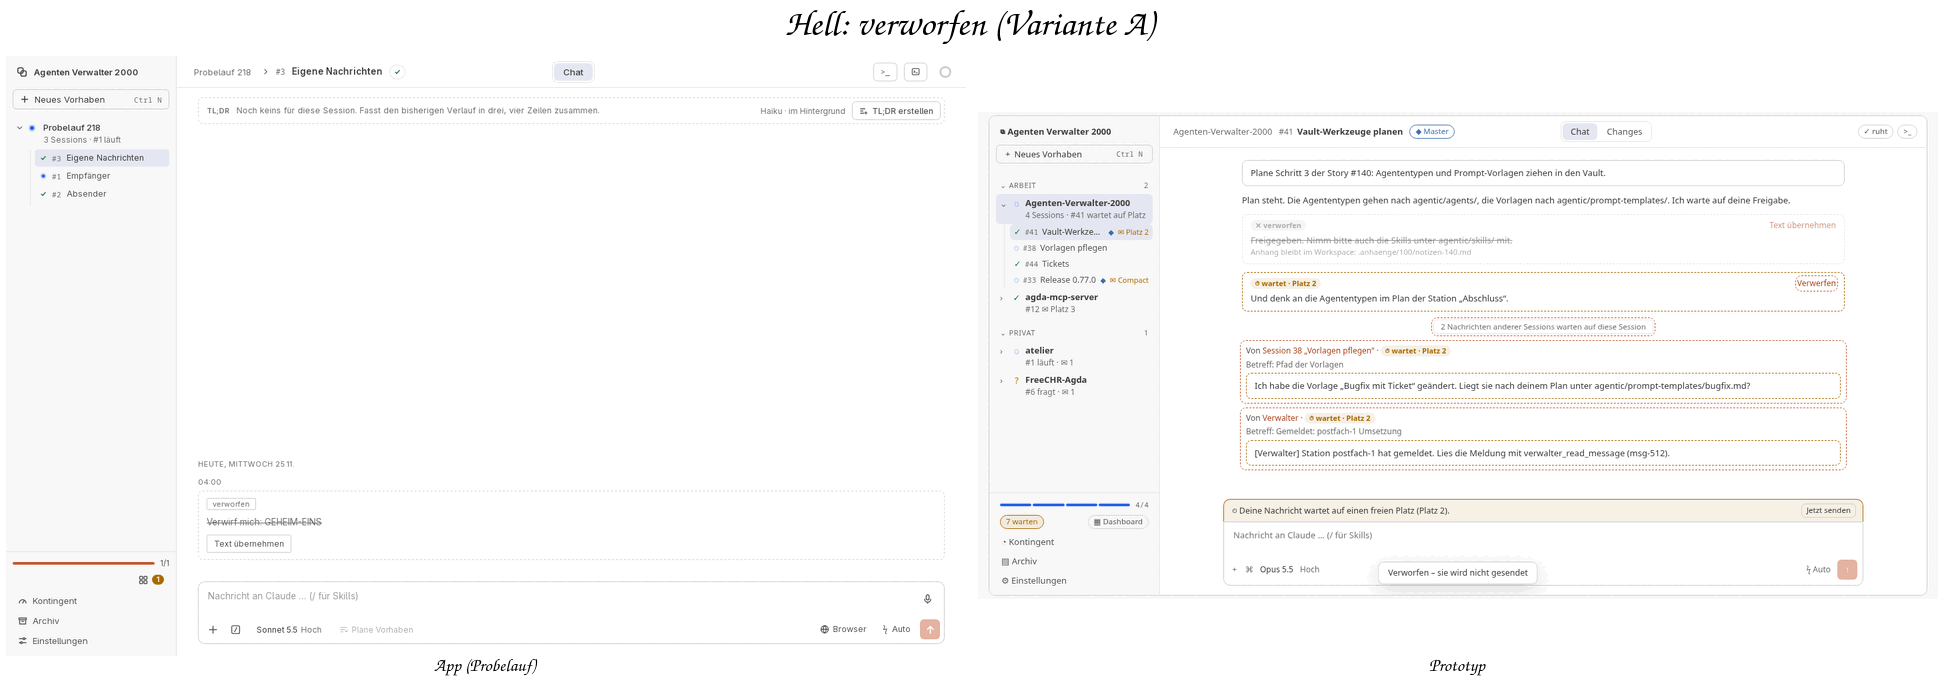 Hell: verworfen (Variante A)
Agenten Verwalter 2000
+ Neues Vorhaben Ctrl N
Probelauf 218
3 Sessions · #1 läuft
#3 Eigene Nachrichten
#1 Empfänger
#2 Absender
1/1
1
Kontingent
Archiv
Einstellungen
Probelauf 218 > #3 Eigene Nachrichten
Chat
>_
TL;DR Noch keins für diese Session. Fasst den bisherigen Verlauf in drei, vier Zeilen zusammen.
Haiku · im Hintergrund
TL;DR erstellen
HEUTE, MITTWOCH 25.11.
04:00
verworfen
Verwirf mich: GEHEIM-EINS
Text übernehmen
Nachricht an Claude … (/ für Skills)
Sonnet 5.5 Hoch Plane Vorhaben
Browser Auto
App (Probelauf)
Agenten Verwalter 2000
+ Neues Vorhaben Ctrl N
ARBEIT 2
Agenten-Verwalter-2000
4 Sessions · #41 wartet auf Platz
✓ #41 Vault-Werkze... ◆ ✉ Platz 2
#38 Vorlagen pflegen
✓ #44 Tickets
#33 Release 0.77.0 ◆ ✉ Compact
✓ agda-mcp-server
#12 ✉ Platz 3
PRIVAT 1
atelier
#1 läuft · ✉ 1
? FreeCHR-Agda
#6 fragt · ✉ 1
4/4
7 warten
Dashboard
Kontingent
Archiv
Einstellungen
Agenten-Verwalter-2000 #41 Vault-Werkzeuge planen ◆ Master
Chat Changes
✓ ruht >_
Plane Schritt 3 der Story #140: Agententypen und Prompt-Vorlagen ziehen in den Vault.
Plan steht. Die Agententypen gehen nach agentic/agents/, die Vorlagen nach agentic/prompt-templates/. Ich warte auf deine Freigabe.
✕ verworfen Text übernehmen
Freigegeben. Nimm bitte auch die Skills unter agentic/skills/ mit.
Anhang bleibt im Workspace: .anhaenge/100/notizen-140.md
wartet · Platz 2 Verwerfen
Und denk an die Agententypen im Plan der Station „Abschluss“.
2 Nachrichten anderer Sessions warten auf diese Session
Von Session 38 „Vorlagen pflegen“ · wartet · Platz 2
Betreff: Pfad der Vorlagen
Ich habe die Vorlage „Bugfix mit Ticket“ geändert. Liegt sie nach deinem Plan unter agentic/prompt-templates/bugfix.md?
Von Verwalter · wartet · Platz 2
Betreff: Gemeldet: postfach-1 Umsetzung
[Verwalter] Station postfach-1 hat gemeldet. Lies die Meldung mit verwalter_read_message (msg-512).
Deine Nachricht wartet auf einen freien Platz (Platz 2). Jetzt senden
Nachricht an Claude … (/ für Skills)
+ ⌘ Opus 5.5 Hoch
Verworfen – sie wird nicht gesendet
Auto ↑
Prototyp